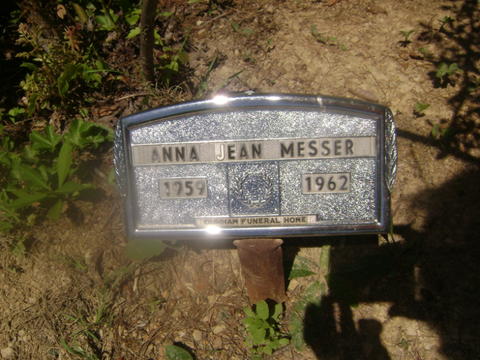 ANNA JEAN MESSER
1959 1962
FUNERAL HOME